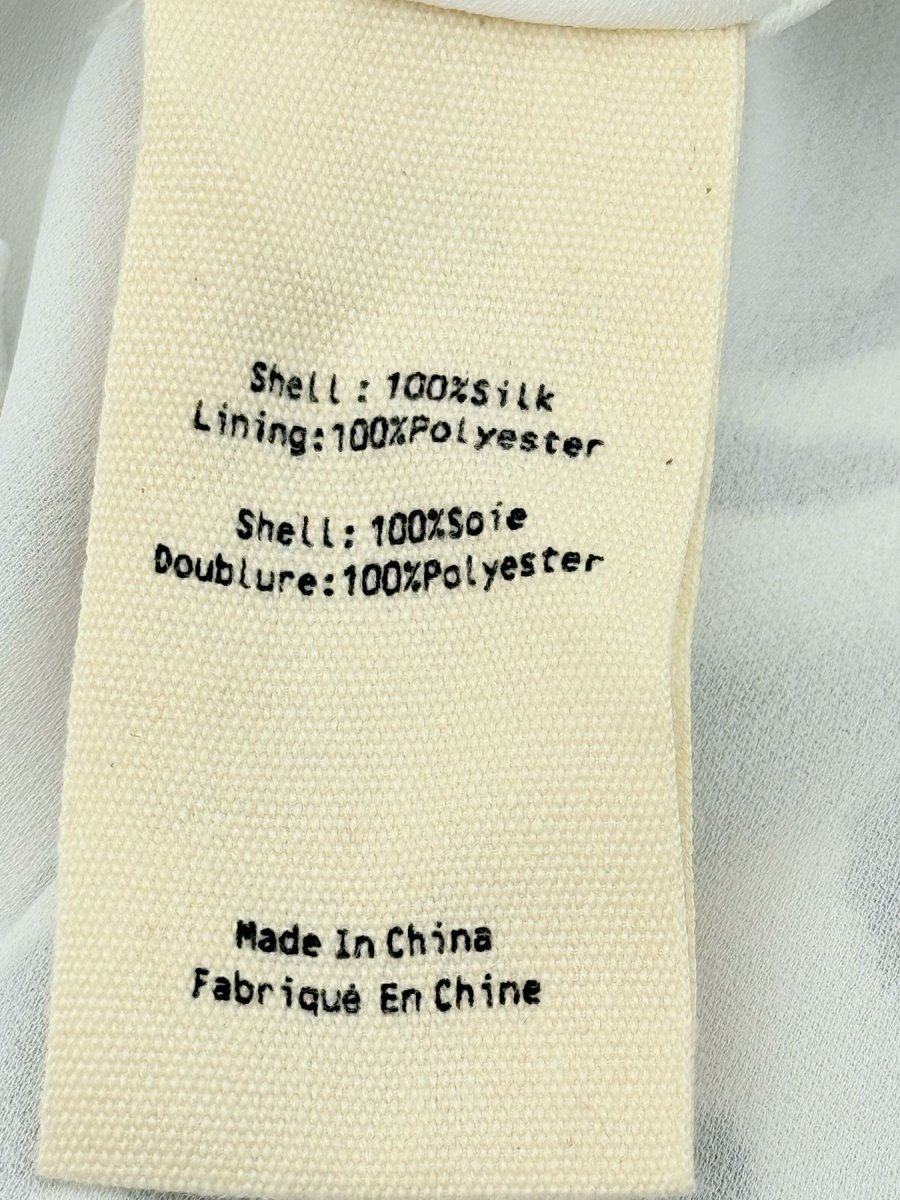 Shell: 100%Silk
Lining:100%Polyester
Shell: 100%Soie
Doublure:100%Polyester
Made In China
Fabriqué En Chine